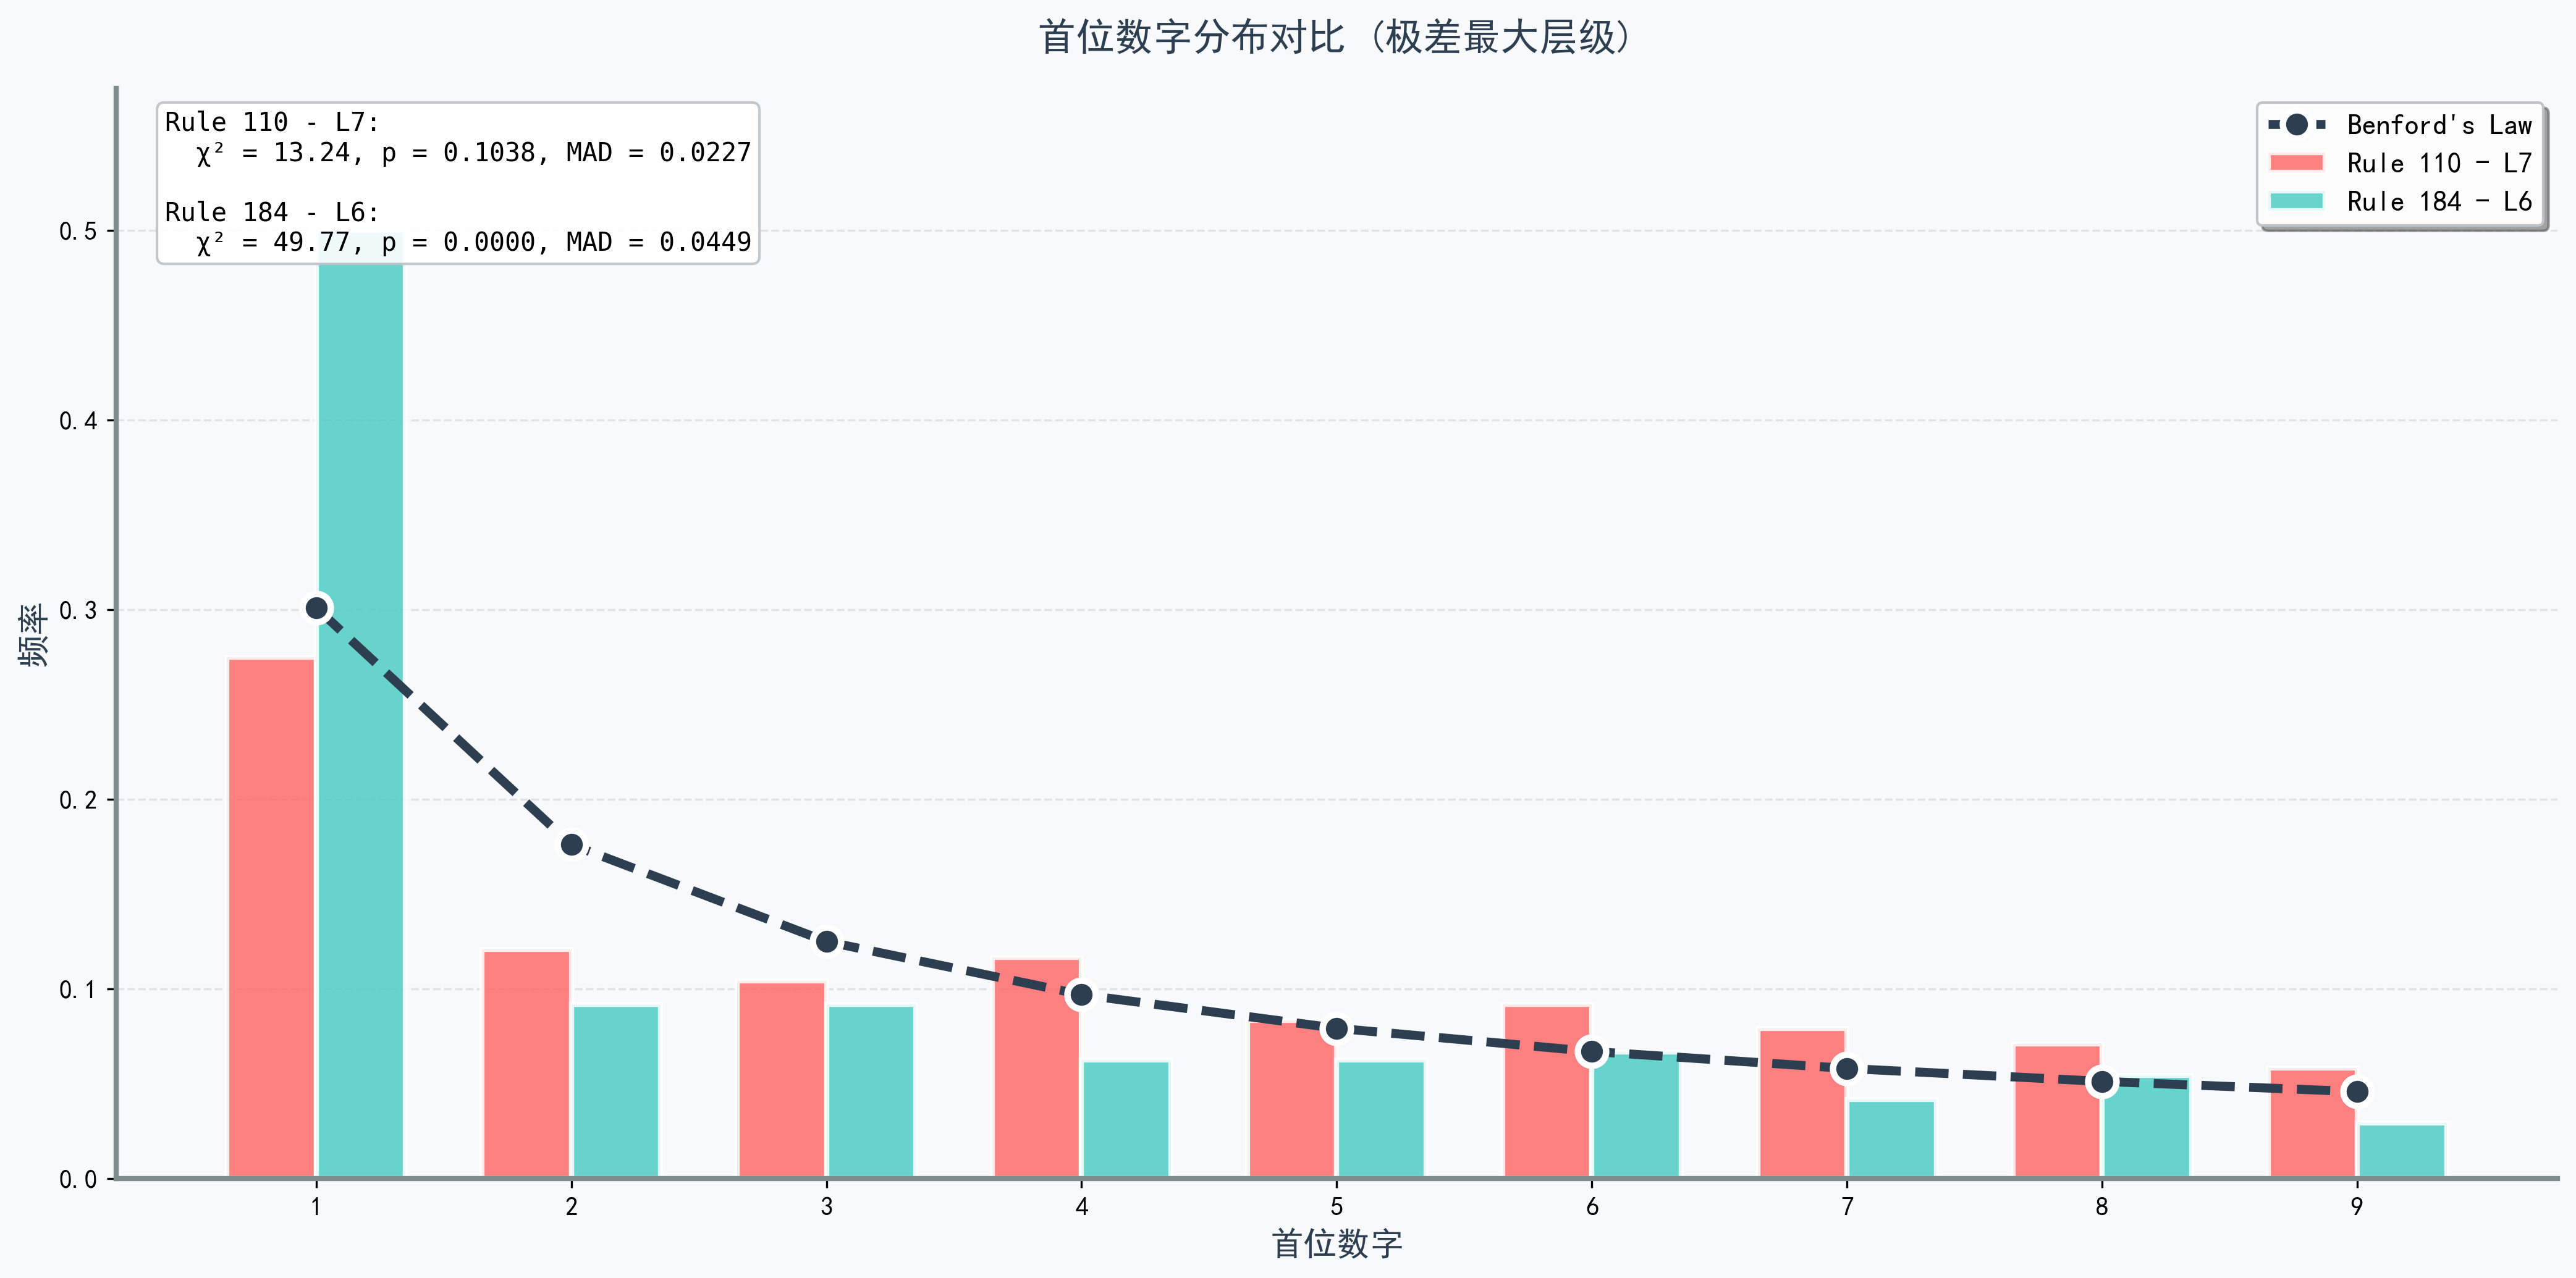 首位数字分布对比 (极差最大层级)
Rule 110 - L7:
χ² = 13.24, p = 0.1038, MAD = 0.0227
Rule 184 - L6:
χ² = 49.77, p = 0.0000, MAD = 0.0449
Benford's Law
Rule 110 - L7
Rule 184 - L6
频率
0.5
0.4
0.3
0.2
0.1
0.0
1 2 3 4 5 6 7 8 9
首位数字